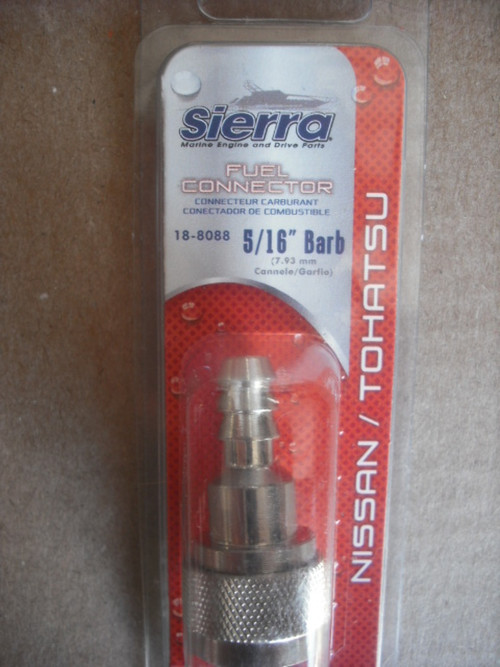 Sierra
Marine Engine and Drive Parts
FUEL
CONNECTOR
CONNECTEUR CARBURANT
CONECTADOR DE COMBUSTIBLE
18-8088 5/16" Barb
(7.93 mm
Cannele/Garfio)
NISSAN / TOHATSU